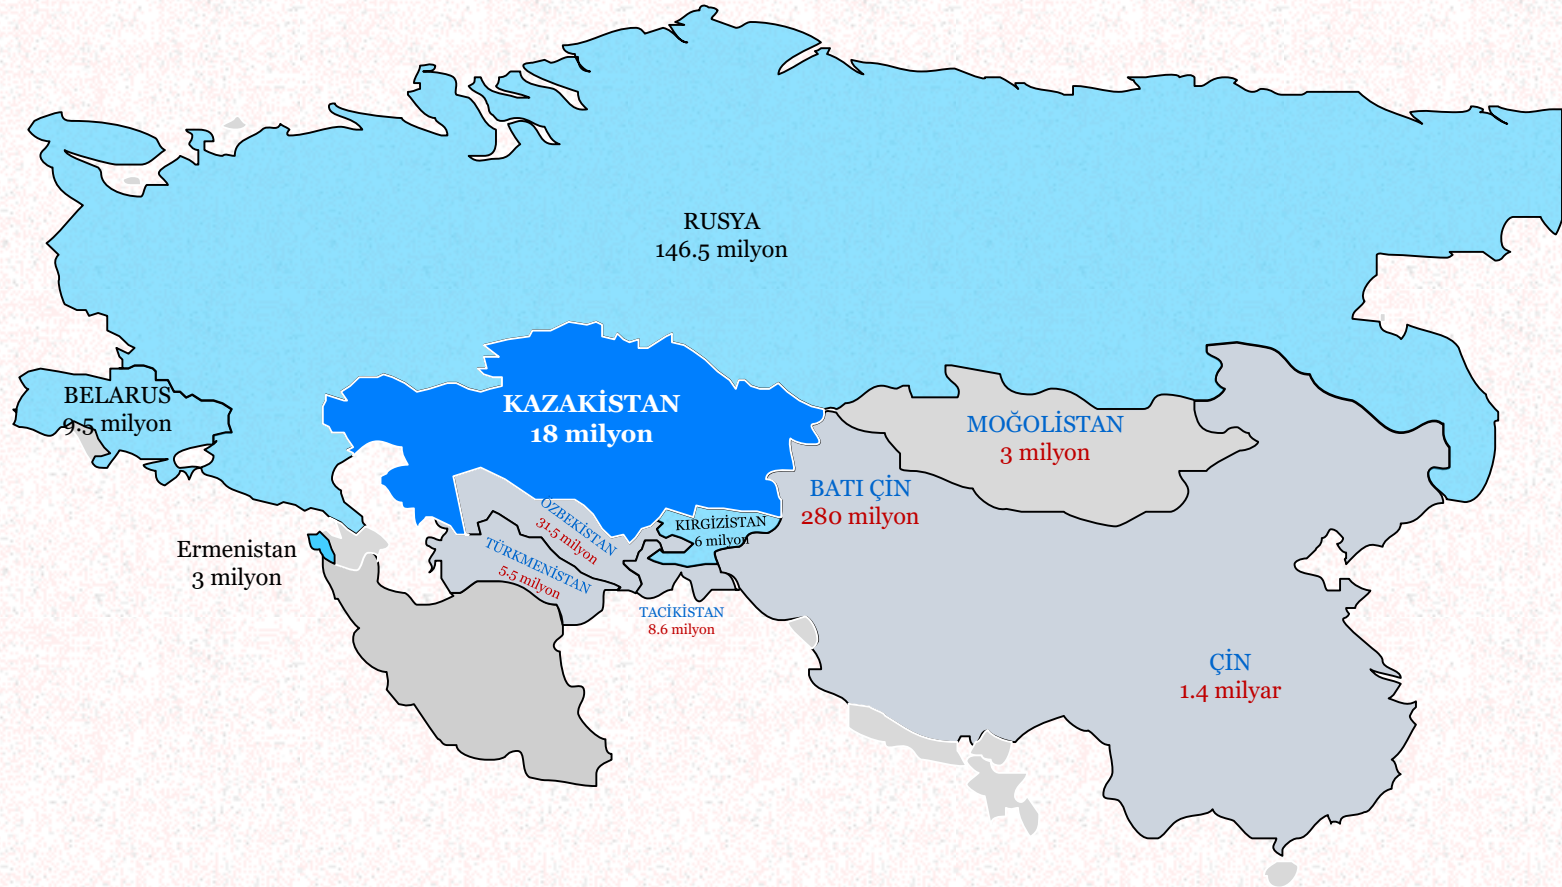 RUSYA
146.5 milyon
BELARUS
9.5 milyon
KAZAKİSTAN
18 milyon
MOĞOLİSTAN
3 milyon
BATI ÇİN
280 milyon
ÖZBEKİSTAN
31.5 milyon
KIRGİZİSTAN
6 milyon
Ermenistan
3 milyon
TÜRKMENİSTAN
5.5 milyon
TACİKİSTAN
8.6 milyon
ÇİN
1.4 milyar